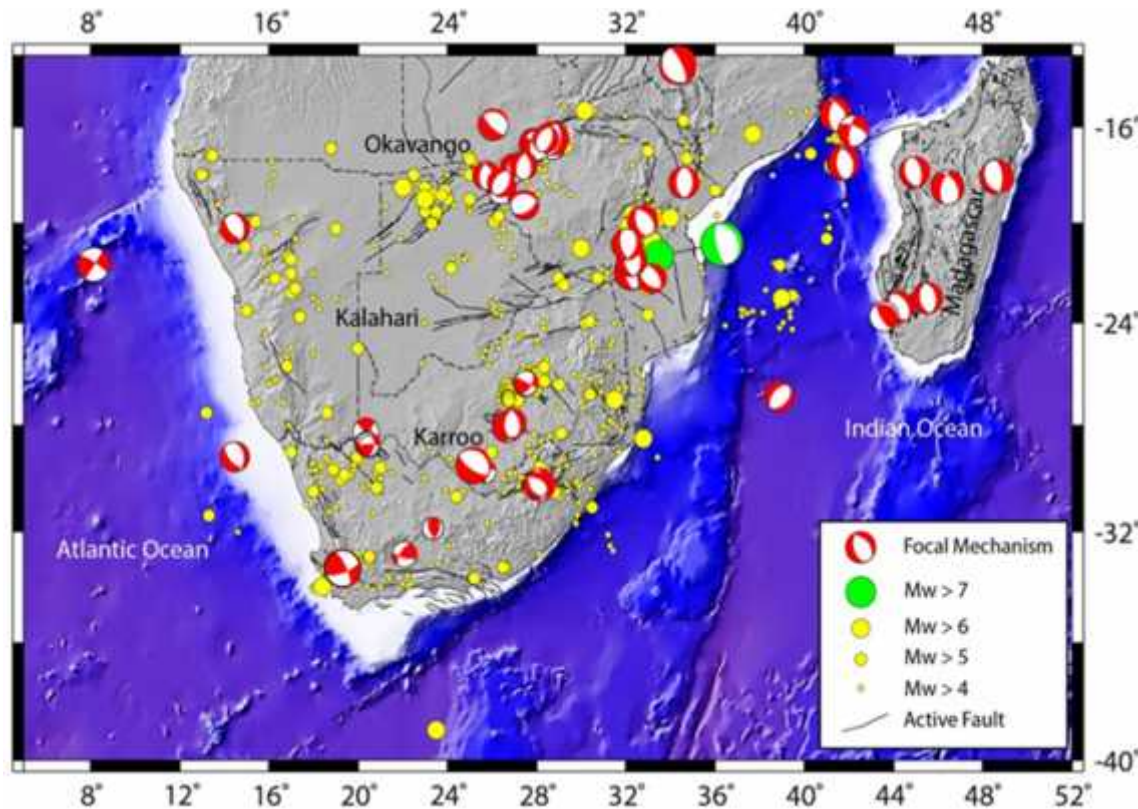 8° 16° 24° 32° 40° 48°
-16°
Okavango
Madagascar
Kalahari
-24°
Karroo
Indian Ocean
-32°
Atlantic Ocean
Focal Mechanism
Mw > 7
Mw > 6
Mw > 5
Mw > 4
Active Fault
-40°
8° 12° 16° 20° 24° 28° 32° 36° 40° 44° 48° 52°